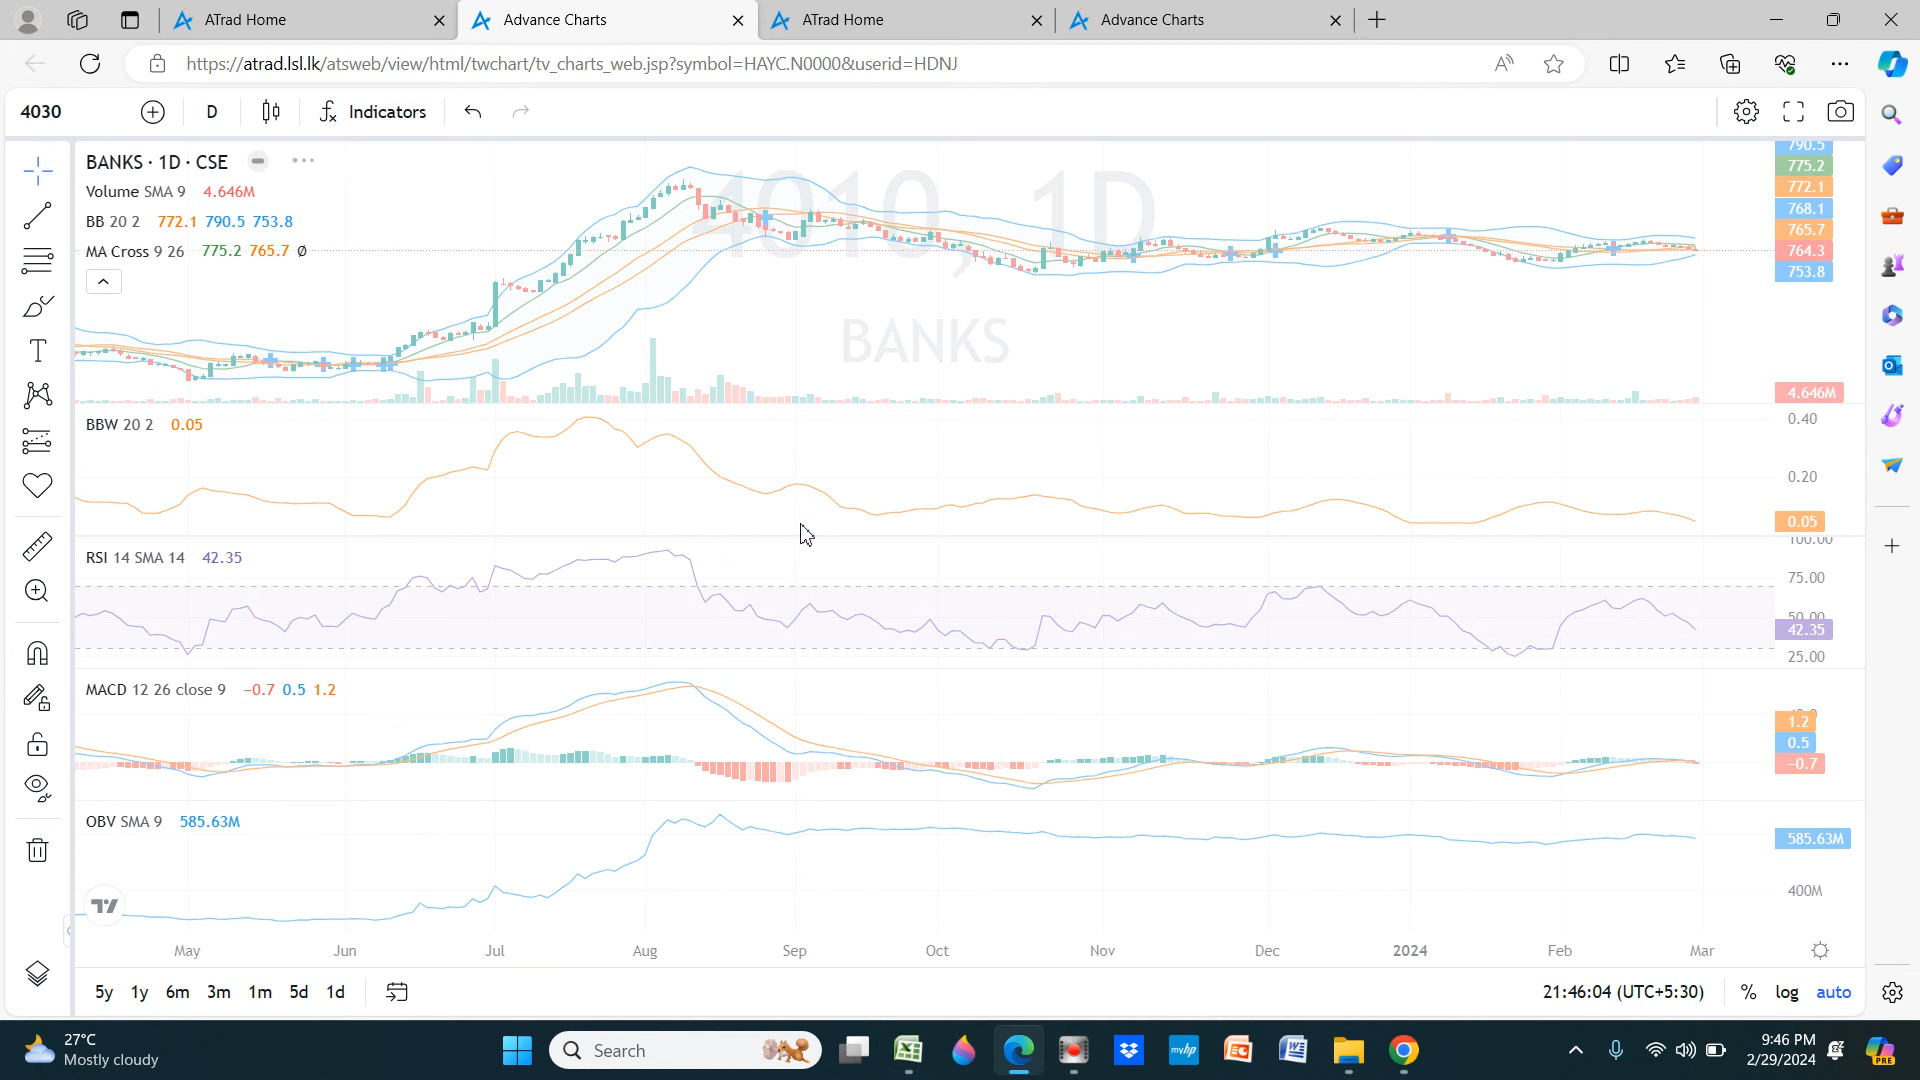 ATrad Home
Advance Charts
ATrad Home
Advance Charts
https://atrad.lsl.lk/atsweb/view/html/twchart/tv_charts_web.jsp?symbol=HAYC.N0000&userid=HDNJ
4030
D
Indicators
BANKS · 1D · CSE
Volume SMA 9 4.646M
BB 20 2 772.1 790.5 753.8
MA Cross 9 26 775.2 765.7 Ø
4010, 1D
BANKS
790.5
775.2
772.1
768.1
765.7
764.3
753.8
4.646M
BBW 20 2 0.05
0.40
0.20
0.05
RSI 14 SMA 14 42.35
100.00
75.00
50.00
42.35
25.00
MACD 12 26 close 9 −0.7 0.5 1.2
1.2
0.5
−0.7
OBV SMA 9 585.63M
585.63M
400M
May Jun Jul Aug Sep Oct Nov Dec 2024 Feb Mar
5y 1y 6m 3m 1m 5d 1d
21:46:04 (UTC+5:30) % log auto
27°C
Mostly cloudy
Search
myhp
9:46 PM
2/29/2024
PRE